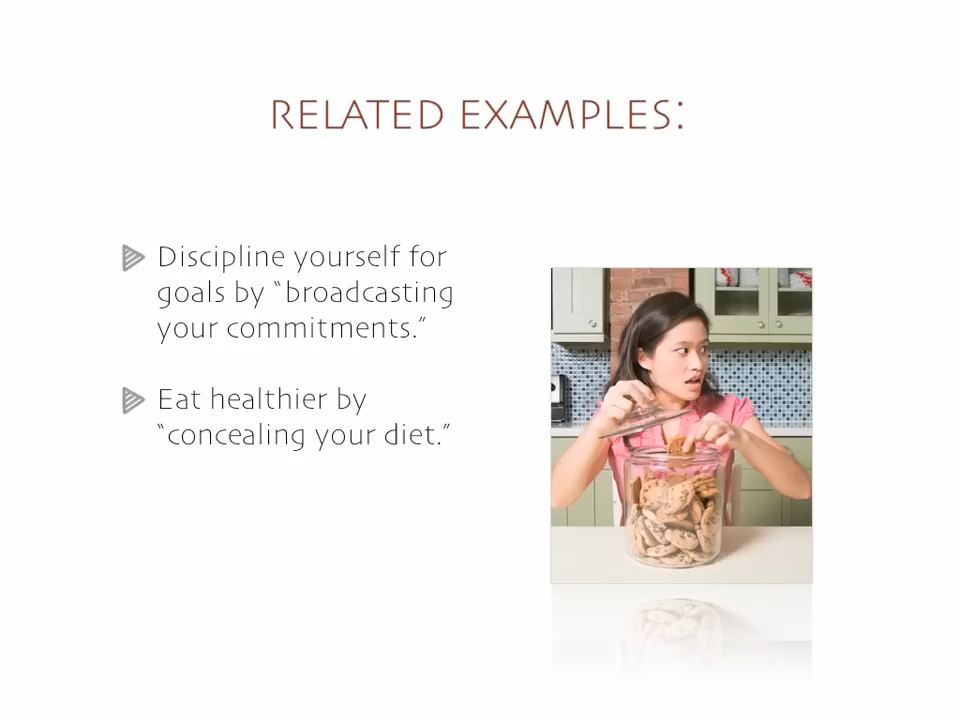 RELATED EXAMPLES:
Discipline yourself for
goals by “broadcasting
your commitments.”
Eat healthier by
“concealing your diet.”